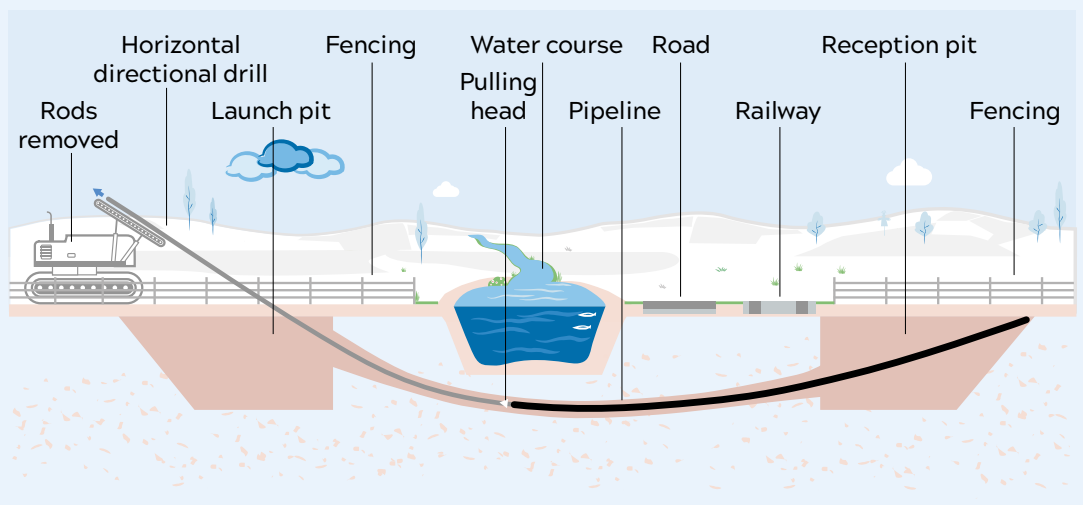 Horizontal
directional drill
Fencing
Water course
Road
Reception pit
Rods
removed
Launch pit
Pulling
head
Pipeline
Railway
Fencing